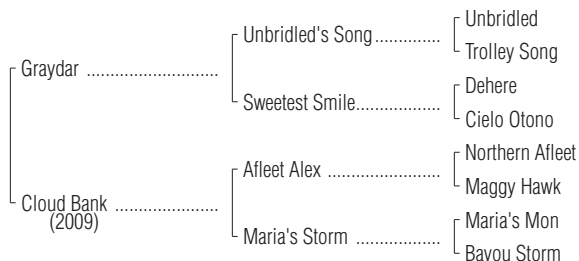 Unbridled
Unbridled's Song..............
Trolley Song
Graydar ............................
Dehere
Sweetest Smile..................
Cielo Otono
Northern Afleet
Afleet Alex .......................
Maggy Hawk
Cloud Bank ......................
(2009)
Maria's Mon
Maria's Storm ...................
Bayou Storm